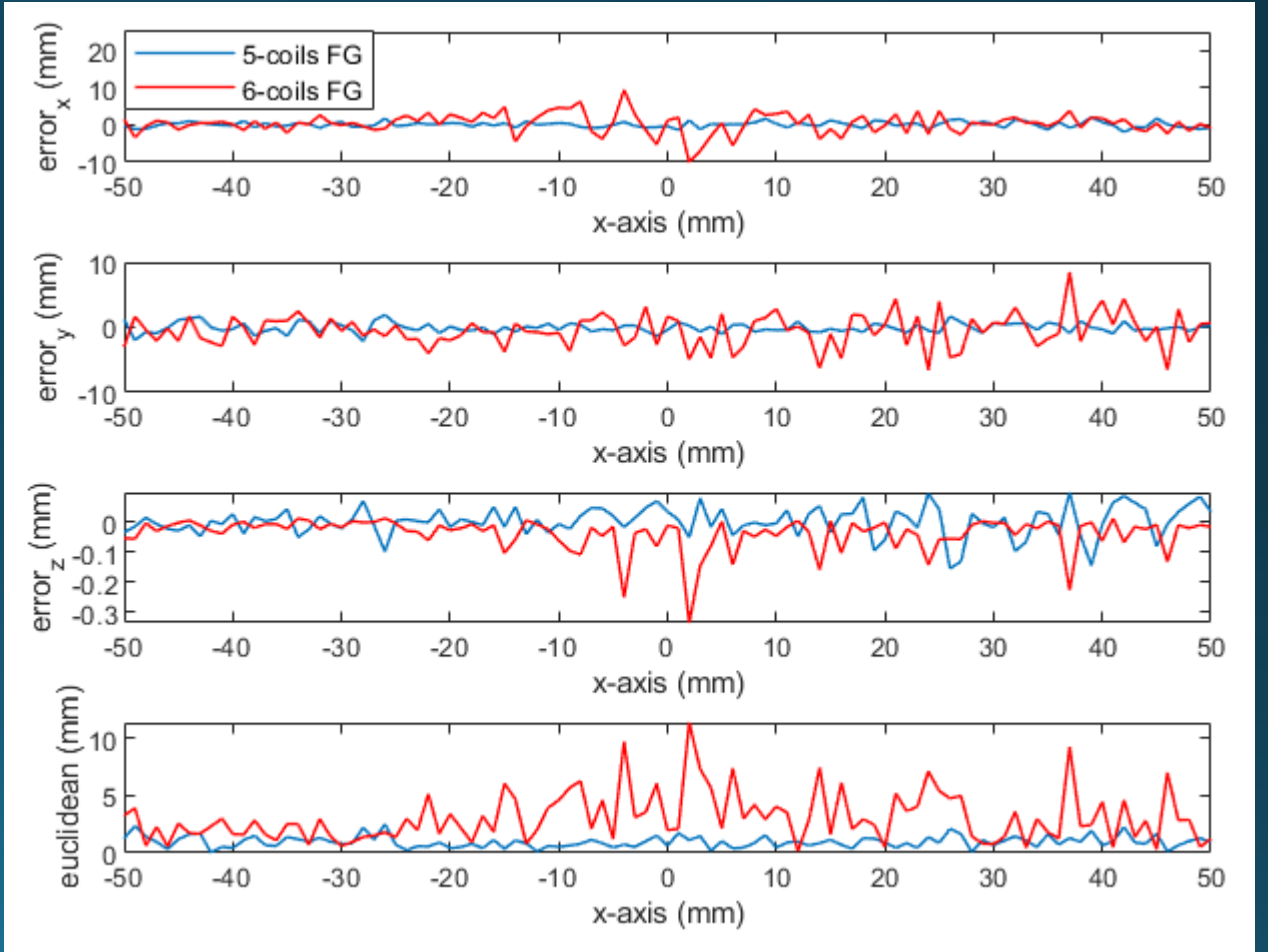 error_x (mm)
20
10
0
-10
5-coils FG
6-coils FG
-50 -40 -30 -20 -10 0 10 20 30 40 50
x-axis (mm)
error_y (mm)
10
0
-10
-50 -40 -30 -20 -10 0 10 20 30 40 50
x-axis (mm)
error_z (mm)
0
-0.1
-0.2
-0.3
-50 -40 -30 -20 -10 0 10 20 30 40 50
x-axis (mm)
euclidean (mm)
10
5
0
-50 -40 -30 -20 -10 0 10 20 30 40 50
x-axis (mm)